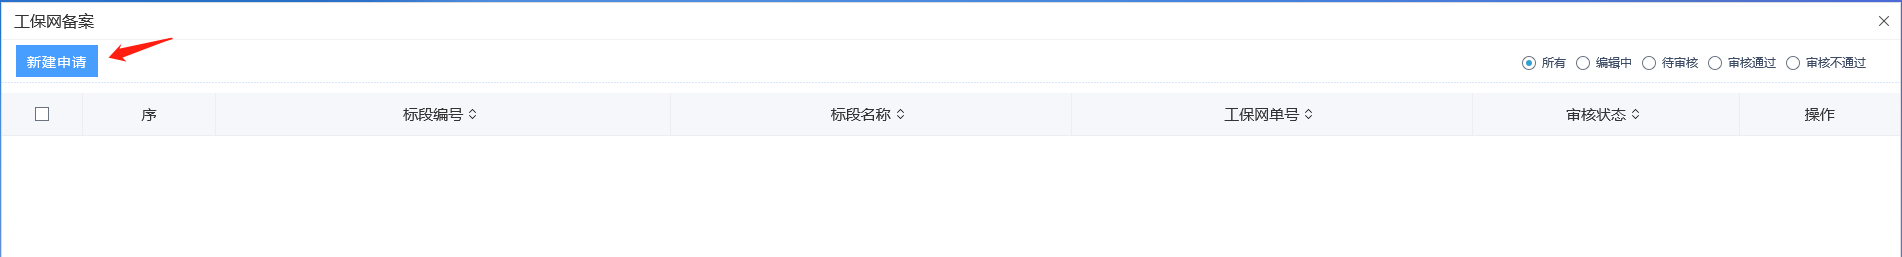 工保网备案
新建申请
所有 编辑中 待审核 审核通过 审核不通过
序 标段编号 标段名称 工保网单号 审核状态 操作